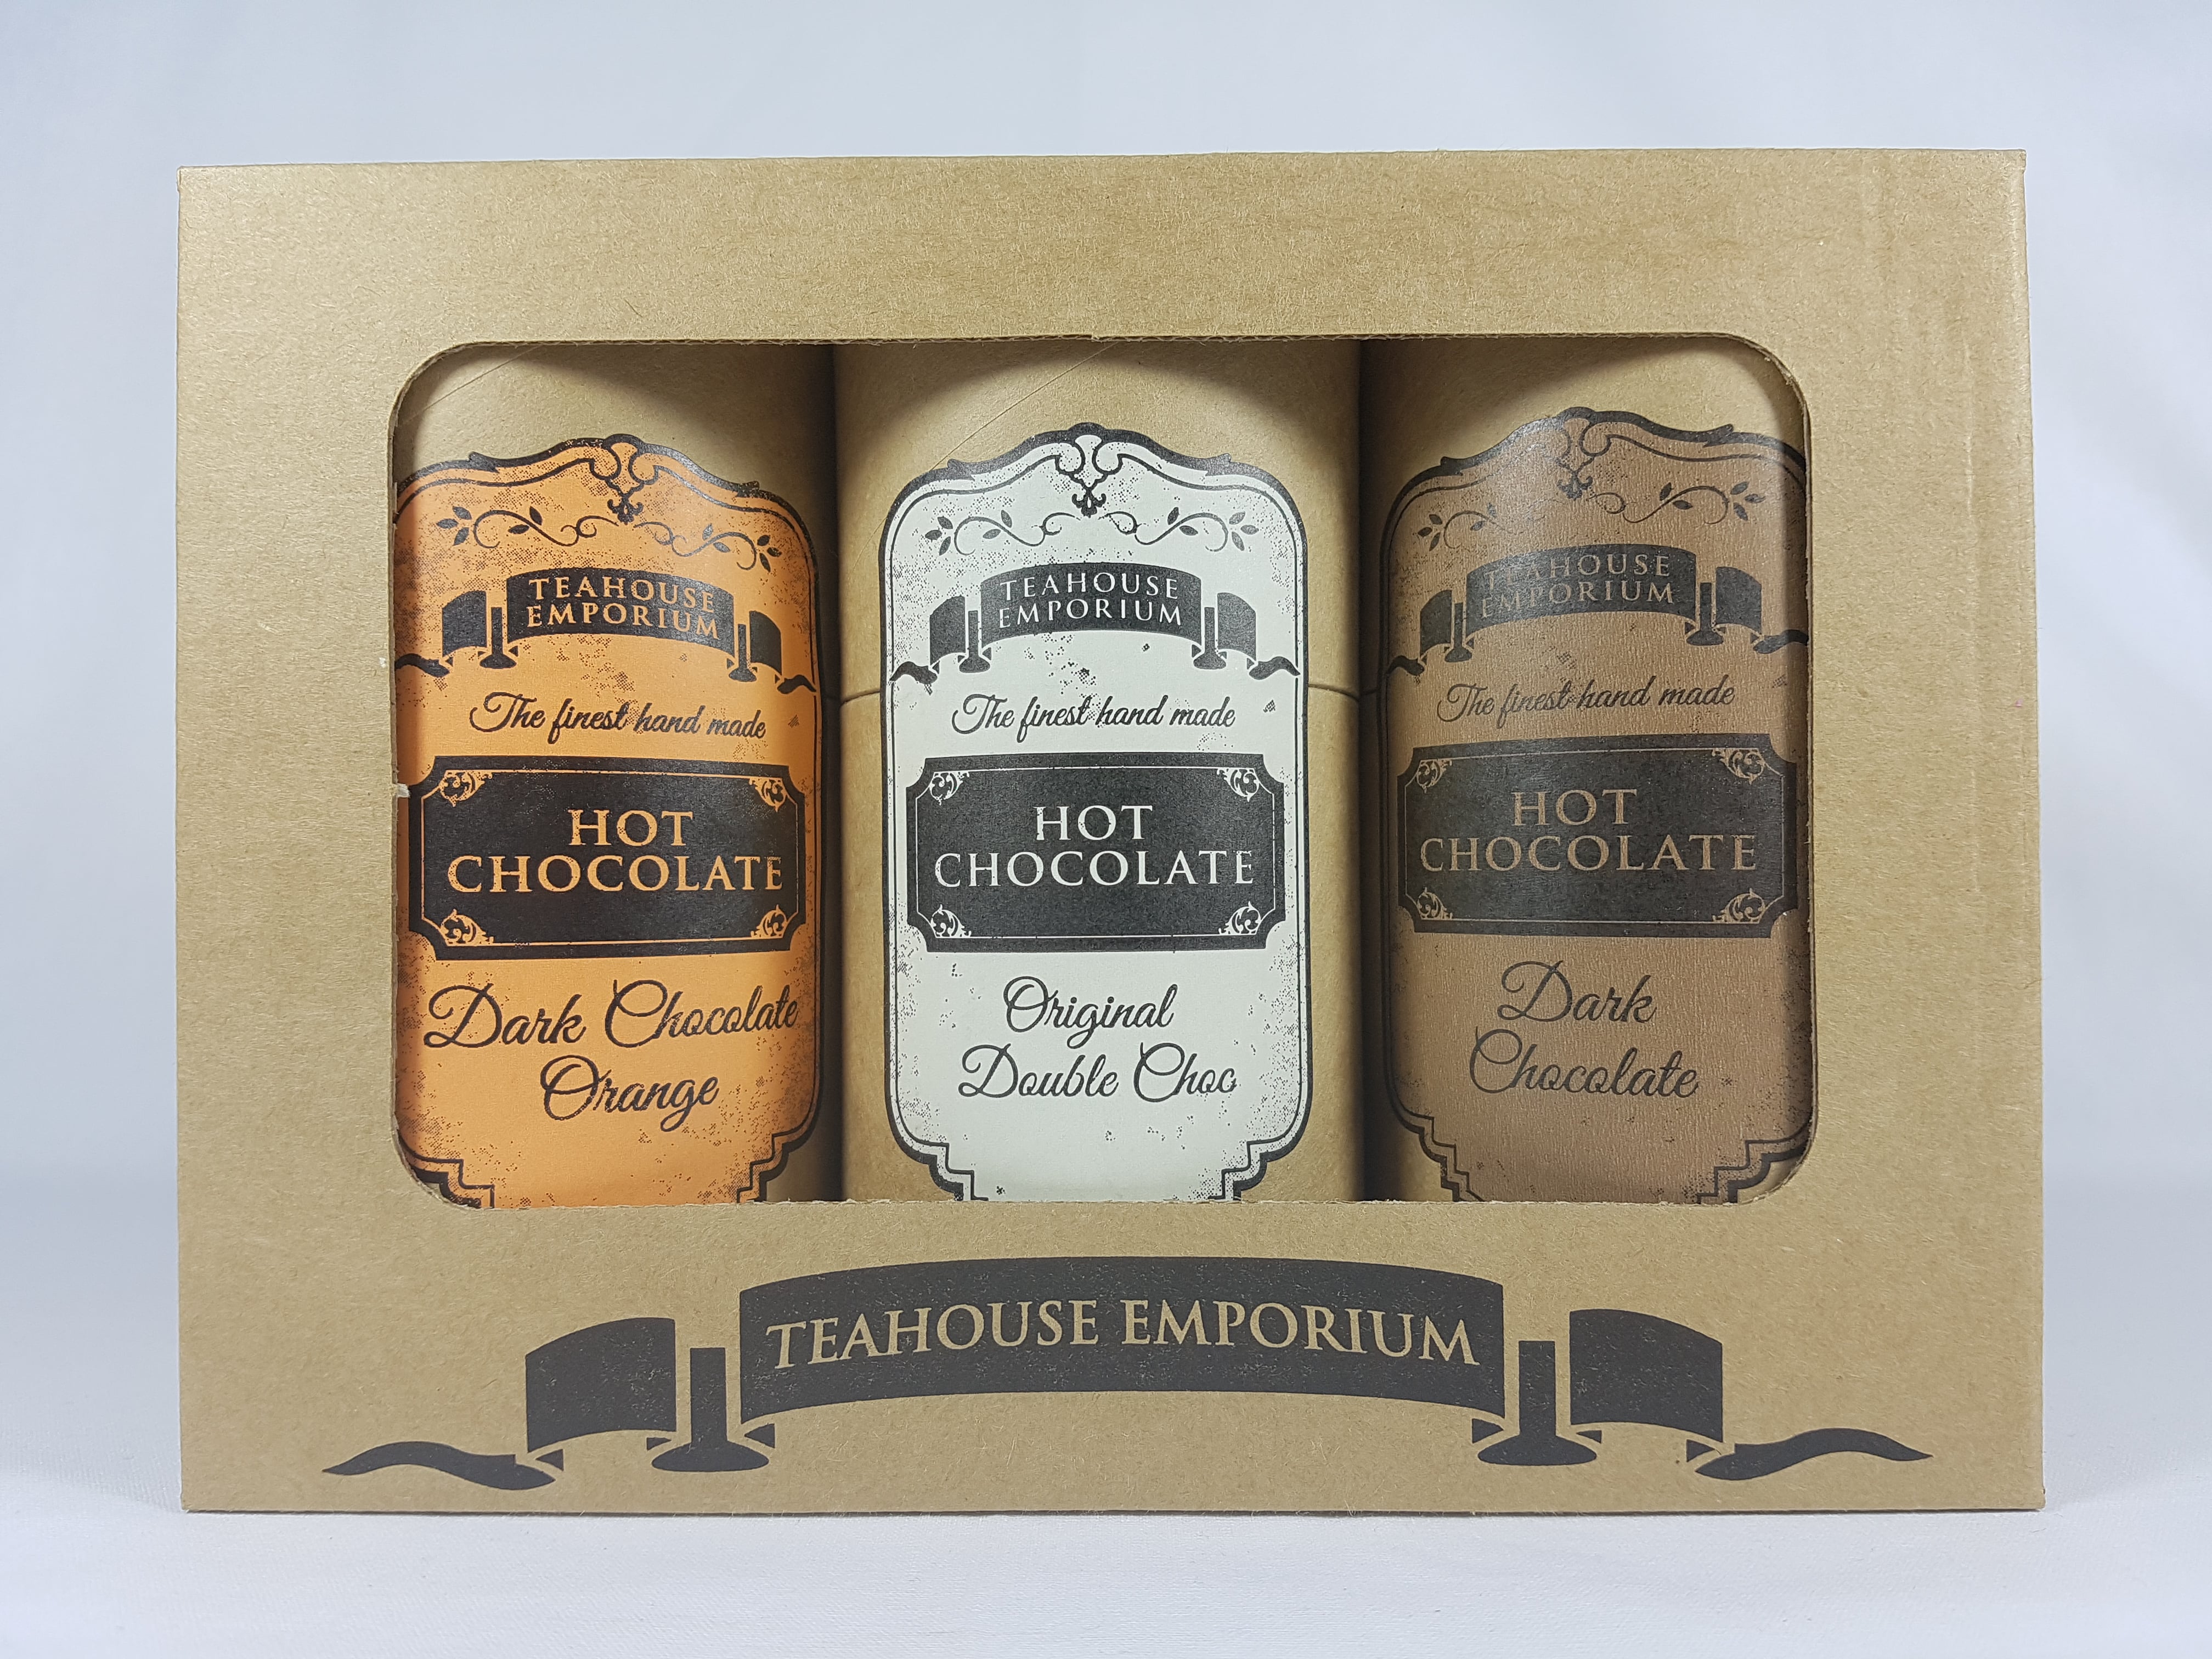 TEAHOUSE
EMPORIUM
The finest hand made
HOT
CHOCOLATE
Dark Chocolate
Orange
TEAHOUSE
EMPORIUM
The finest hand made
HOT
CHOCOLATE
Original
Double Choc
TEAHOUSE
EMPORIUM
The finest hand made
HOT
CHOCOLATE
Dark
Chocolate
TEAHOUSE EMPORIUM